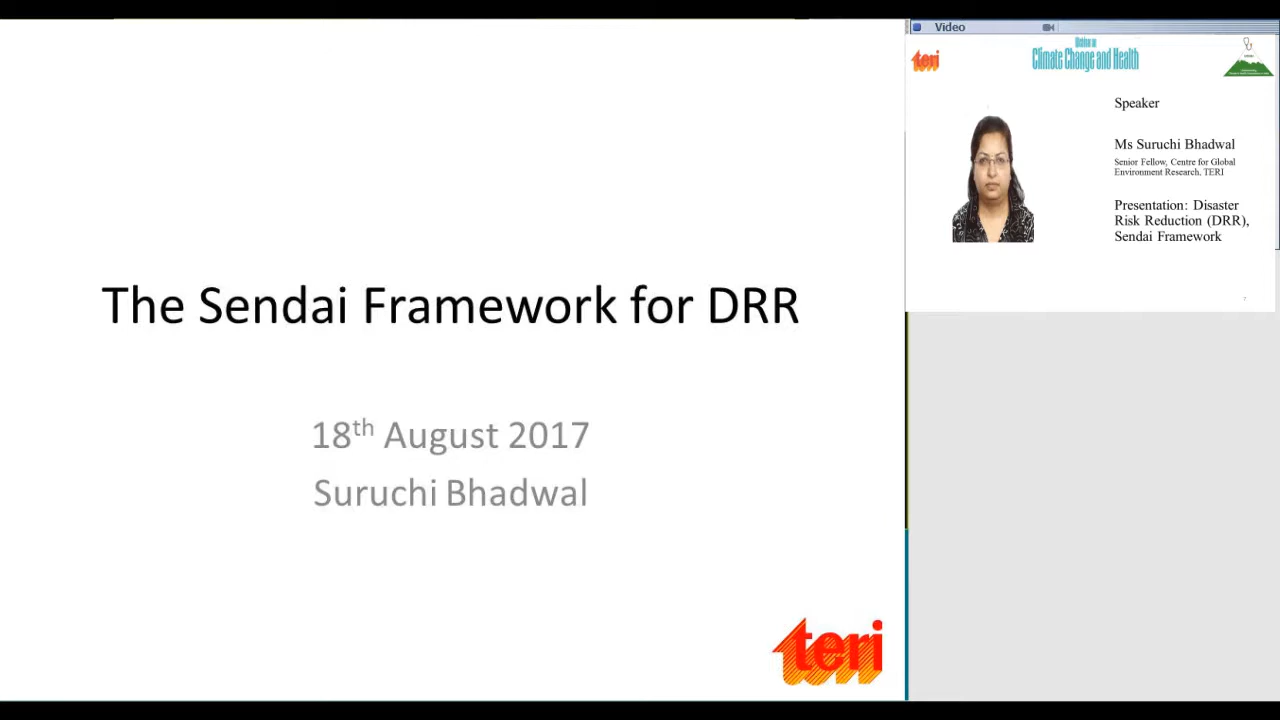 The Sendai Framework for DRR
18th August 2017
Suruchi Bhadwal
teri
Video
teri
Climate Change and Health
Speaker
Ms Suruchi Bhadwal
Senior Fellow, Centre for Global
Environment Research, TERI
Presentation: Disaster
Risk Reduction (DRR),
Sendai Framework
7